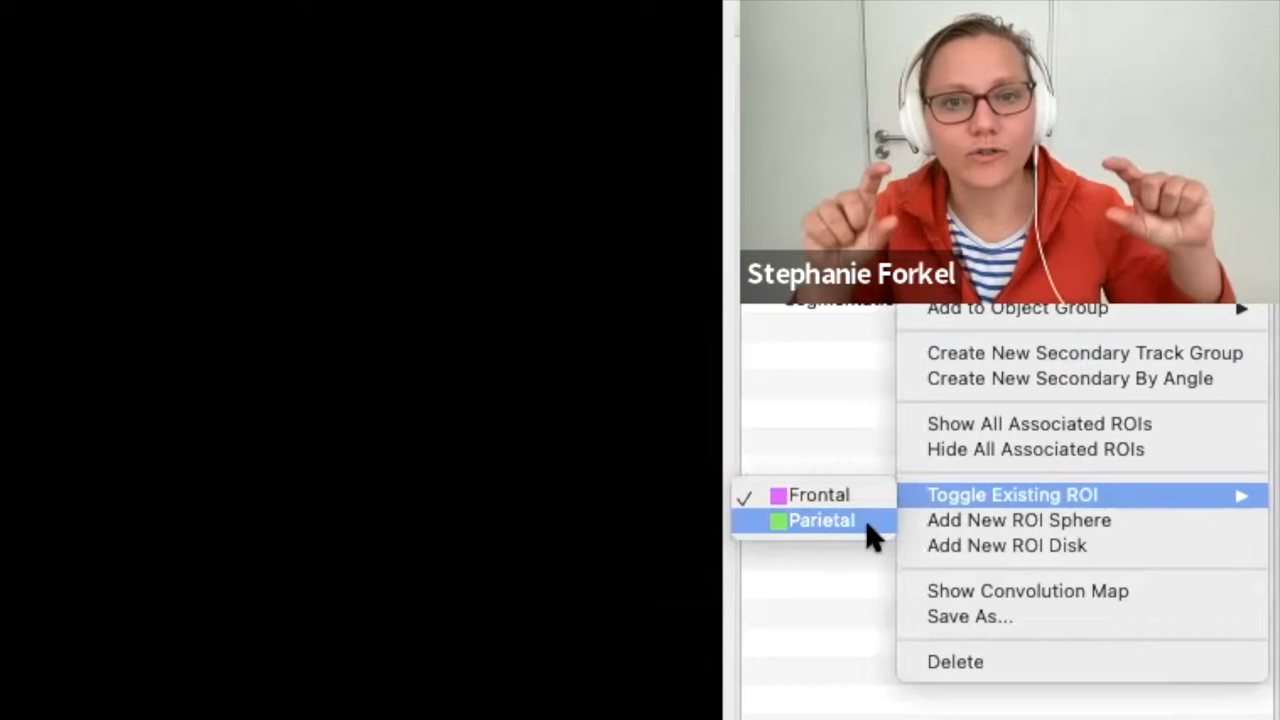 Stephanie Forkel
Add to Object Group
Create New Secondary Track Group
Create New Secondary By Angle
Show All Associated ROIs
Hide All Associated ROIs
Frontal
Parietal
Toggle Existing ROI
Add New ROI Sphere
Add New ROI Disk
Show Convolution Map
Save As...
Delete